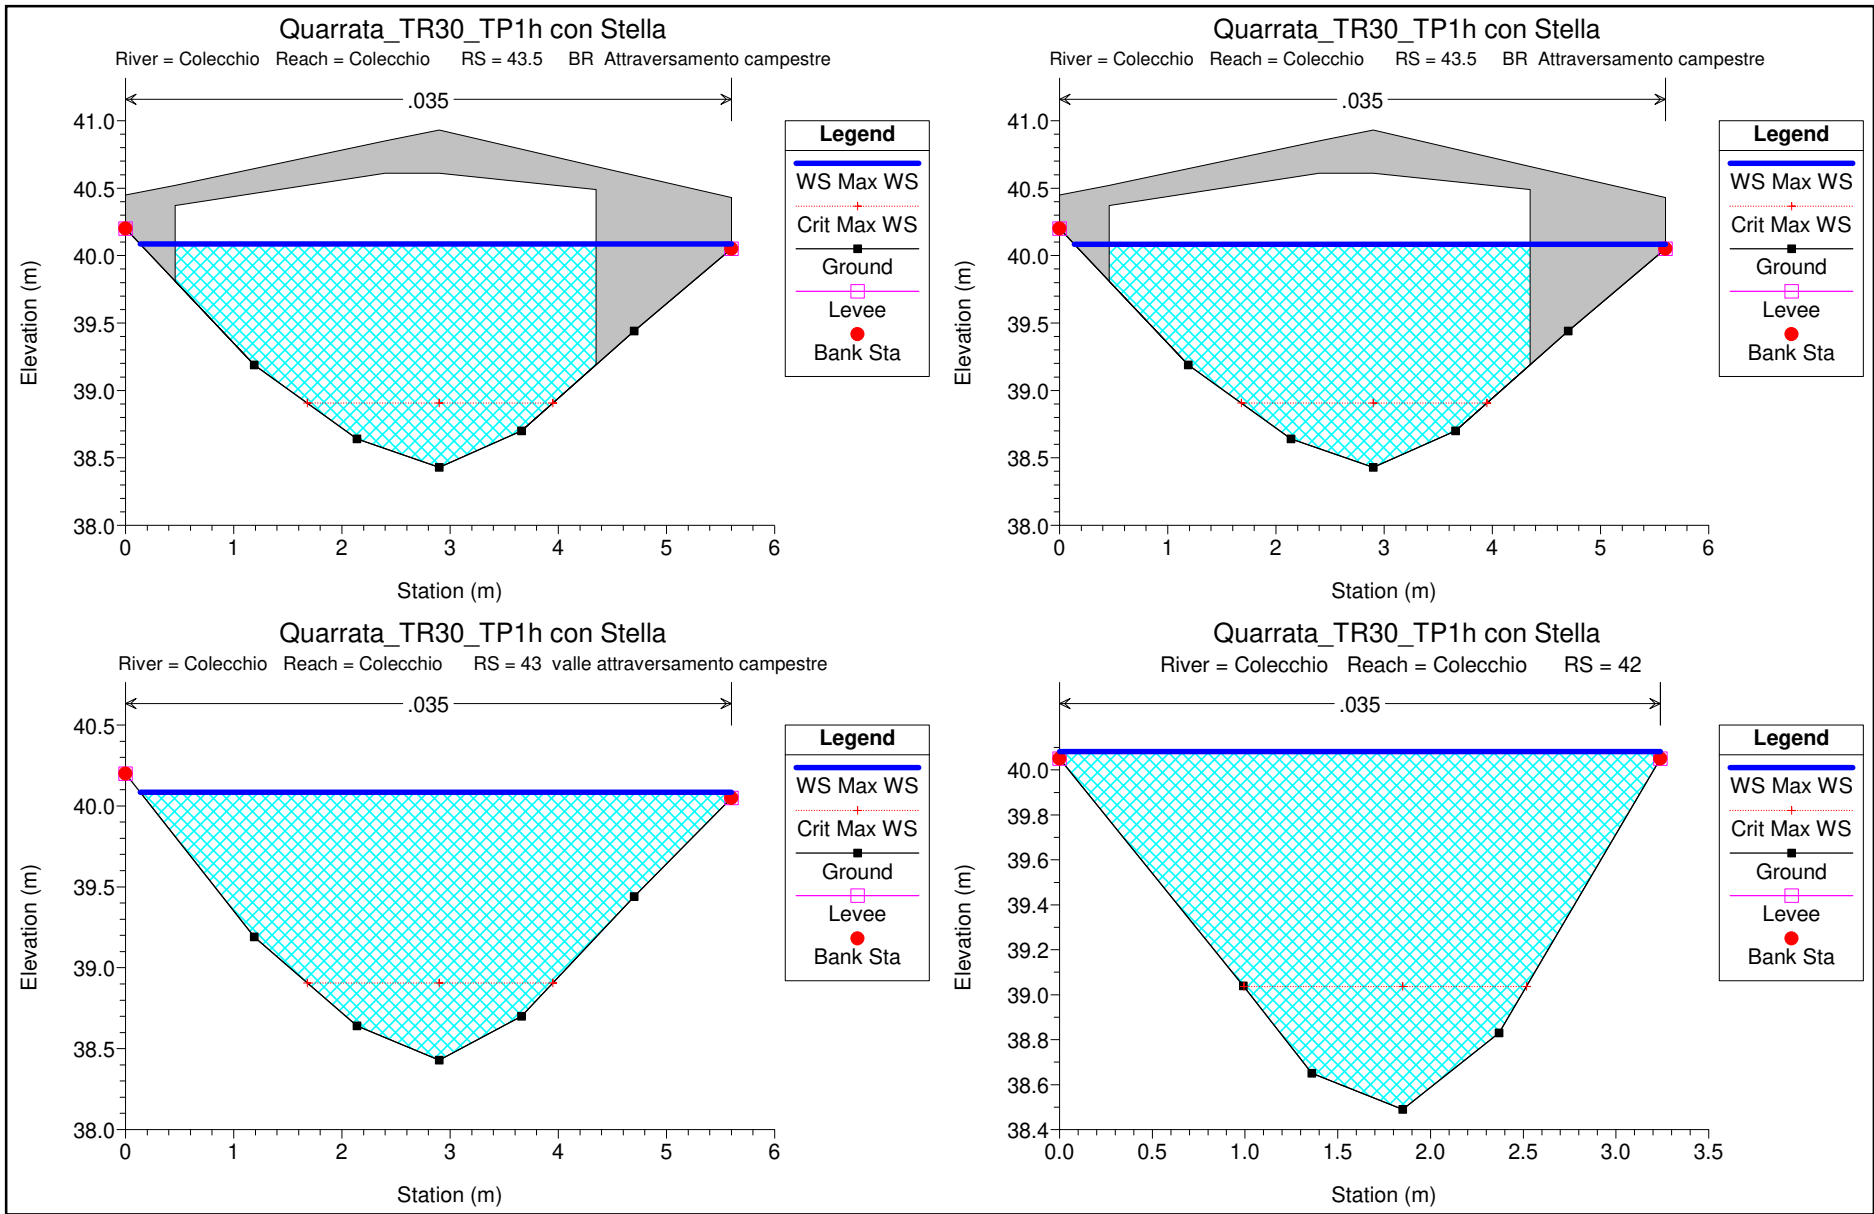 Quarrata_TR30_TP1h con Stella
River = Colecchio Reach = Colecchio RS = 43.5 BR Attraversamento campestre
.035
41.0
40.5
40.0
39.5
39.0
38.5
38.0
Elevation (m)
0 1 2 3 4 5 6
Station (m)
Legend
WS Max WS
Crit Max WS
Ground
Levee
Bank Sta
Quarrata_TR30_TP1h con Stella
River = Colecchio Reach = Colecchio RS = 43.5 BR Attraversamento campestre
.035
41.0
40.5
40.0
39.5
39.0
38.5
38.0
Elevation (m)
0 1 2 3 4 5 6
Station (m)
Legend
WS Max WS
Crit Max WS
Ground
Levee
Bank Sta
Quarrata_TR30_TP1h con Stella
River = Colecchio Reach = Colecchio RS = 43 valle attraversamento campestre
.035
40.5
40.0
39.5
39.0
38.5
38.0
Elevation (m)
0 1 2 3 4 5 6
Station (m)
Legend
WS Max WS
Crit Max WS
Ground
Levee
Bank Sta
Quarrata_TR30_TP1h con Stella
River = Colecchio Reach = Colecchio RS = 42
.035
40.0
39.8
39.6
39.4
39.2
39.0
38.8
38.6
38.4
Elevation (m)
0.0 0.5 1.0 1.5 2.0 2.5 3.0 3.5
Station (m)
Legend
WS Max WS
Crit Max WS
Ground
Levee
Bank Sta